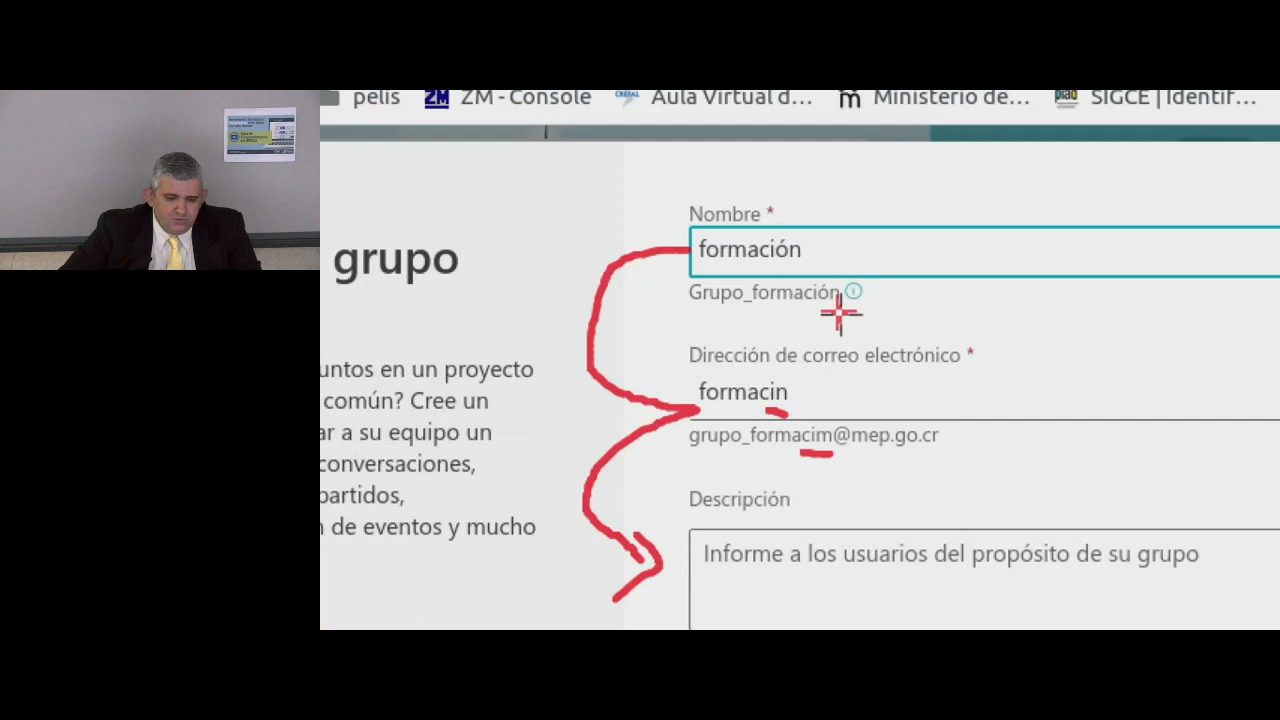 pelis ZM - Console CREFAL Aula Virtual d... Ministerio de... SIGCE | Identif...
grupo
untos en un proyecto
común? Cree un
ar a su equipo un
conversaciones,
partidos,
n de eventos y mucho
Nombre *
formación
Grupo_formación
Dirección de correo electrónico *
formacin
grupo_formacim@mep.go.cr
Descripción
Informe a los usuarios del propósito de su grupo